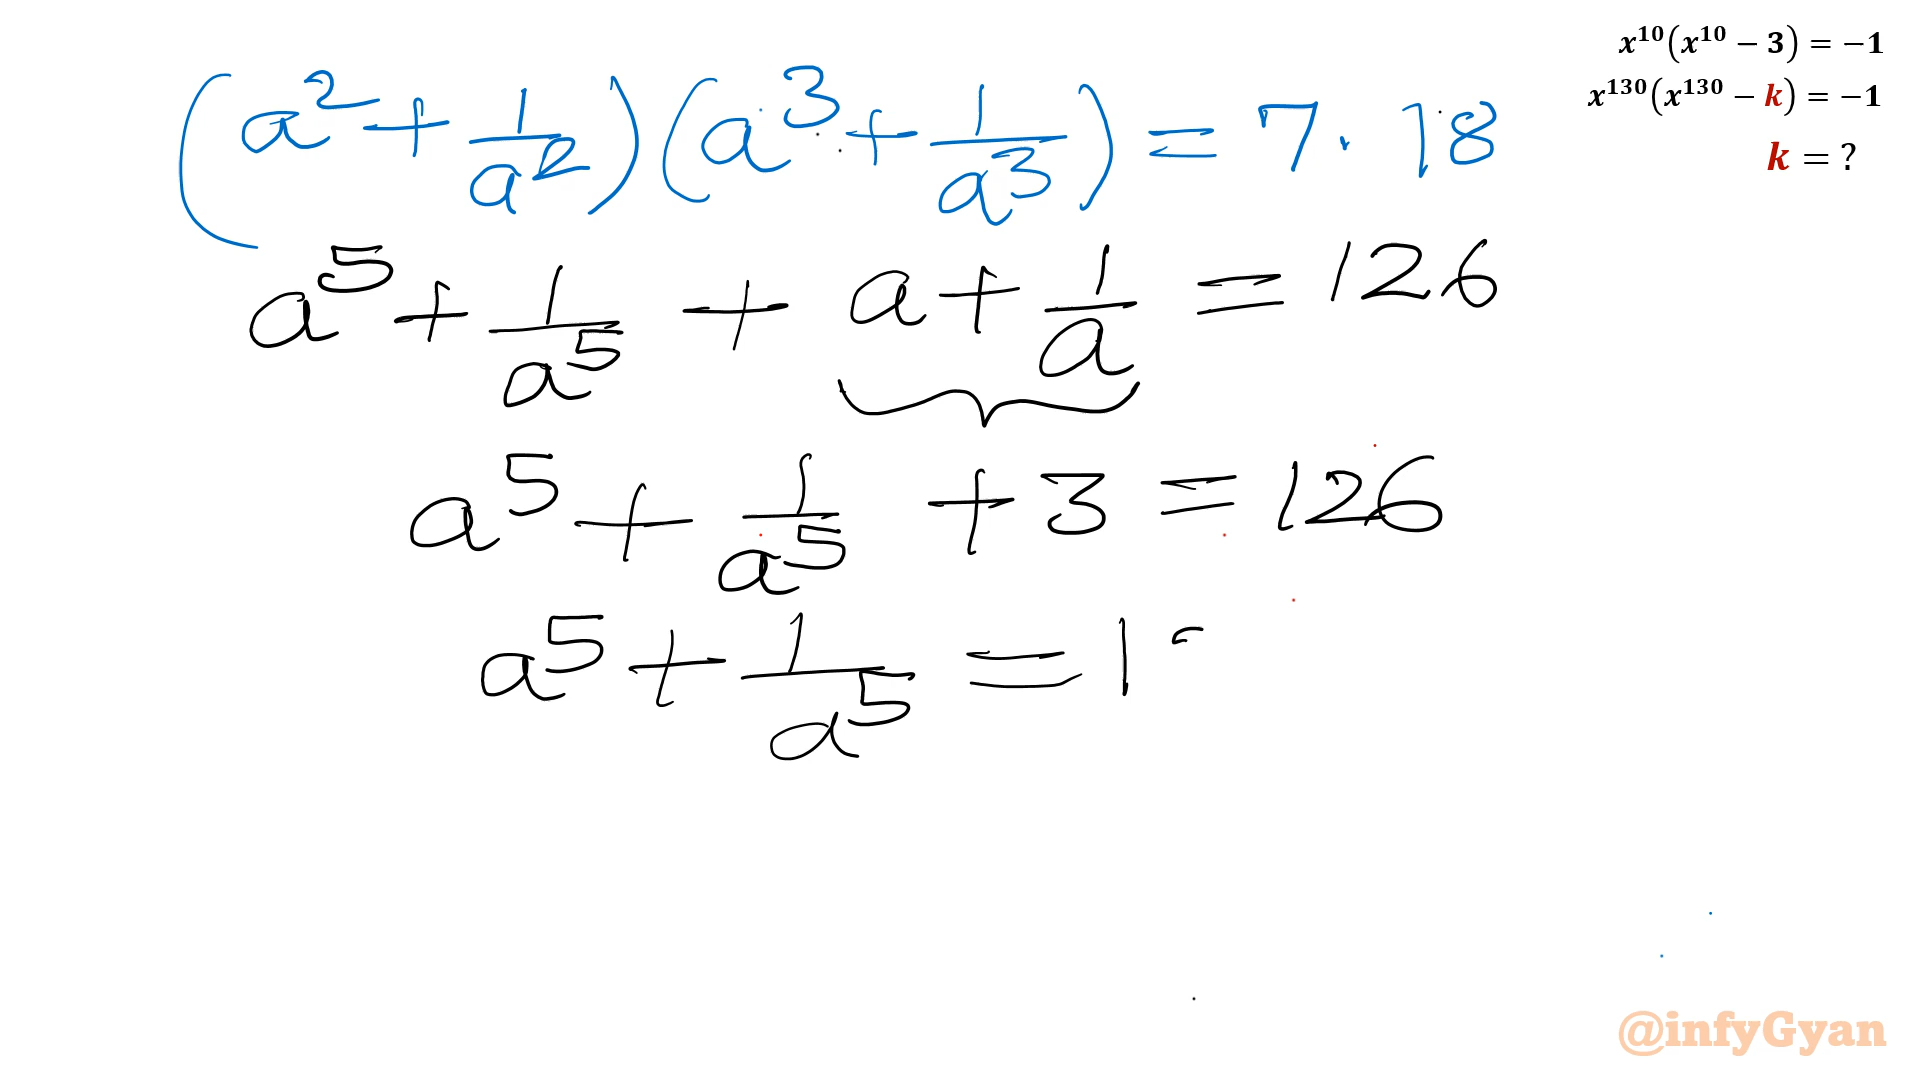 (a² + 1/a²)(a³ + 1/a³) = 7 · 18
a⁵ + 1/a⁵ + a + 1/a = 126
a⁵ + 1/a⁵ + 3 = 126
a⁵ + 1/a⁵ = 1
x¹⁰(x¹⁰ − 3) = −1
x¹³⁰(x¹³⁰ − k) = −1
k = ?
@infyGyan